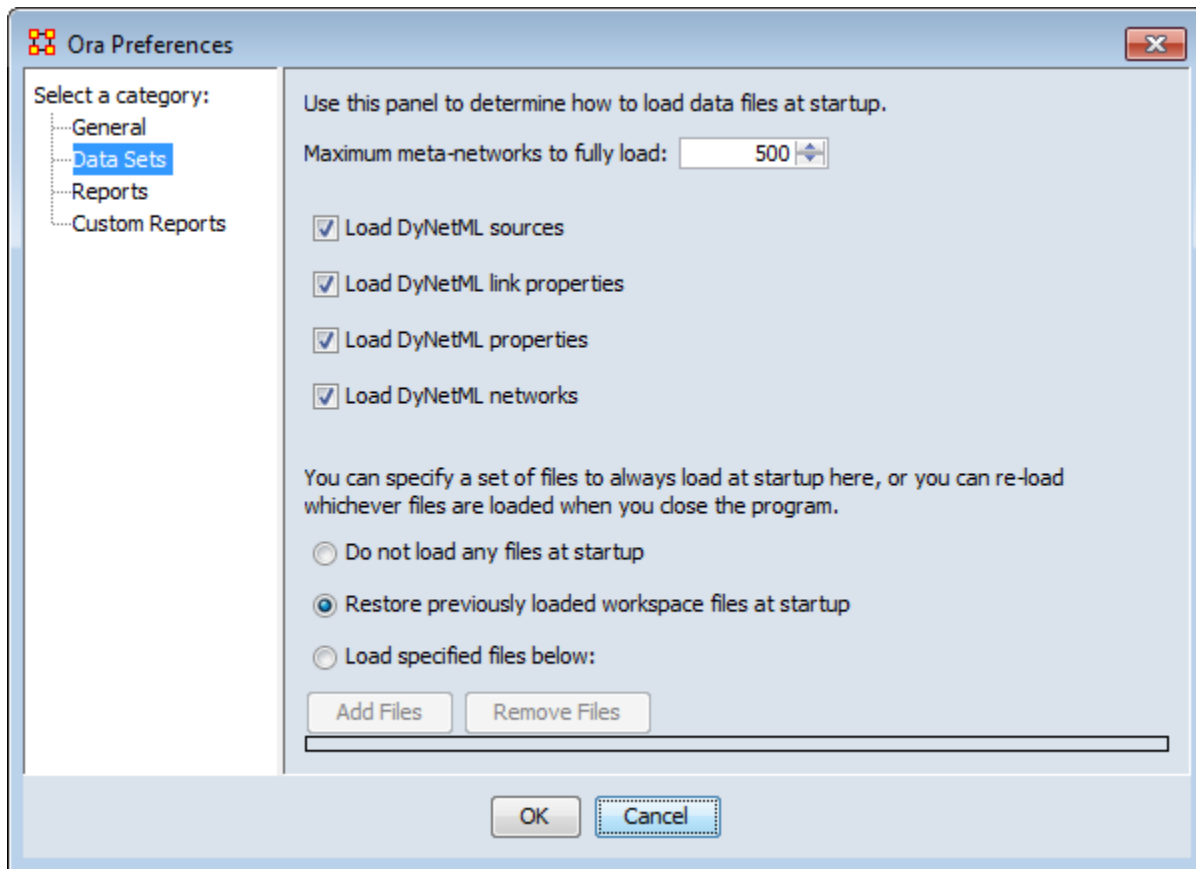 Ora Preferences
Select a category:
General
Data Sets
Reports
Custom Reports
Use this panel to determine how to load data files at startup.
Maximum meta-networks to fully load: 500
Load DyNetML sources
Load DyNetML link properties
Load DyNetML properties
Load DyNetML networks
You can specify a set of files to always load at startup here, or you can re-load
whichever files are loaded when you close the program.
Do not load any files at startup
Restore previously loaded workspace files at startup
Load specified files below:
Add Files Remove Files
OK Cancel